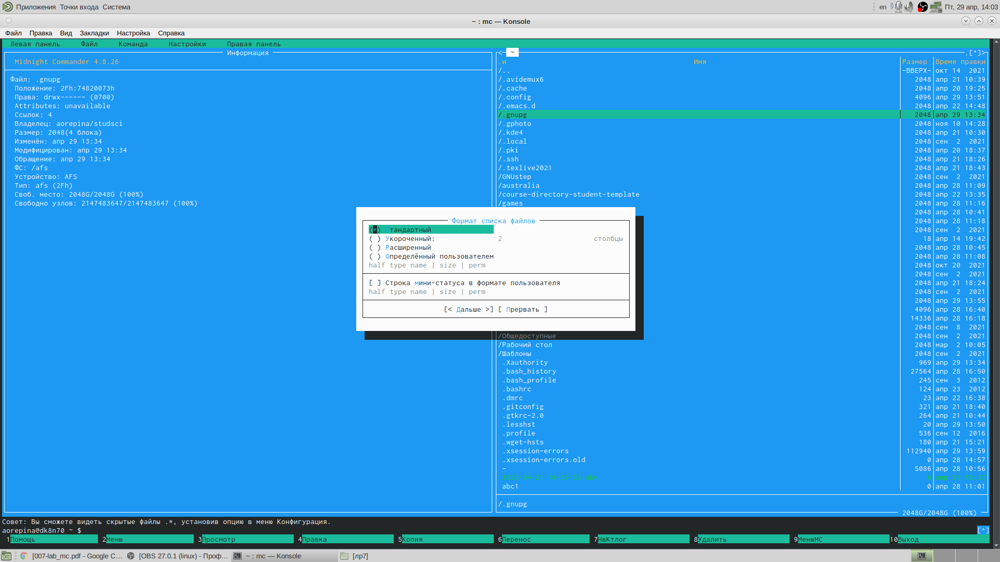 Приложения Точки входа Система en Пт, 29 апр, 14:03
~ : mc — Konsole
Файл Правка Вид Закладки Настройка Справка
Левая панель Файл Команда Настройки Правая панель
Информация
Midnight Commander 4.8.26
Файл: .gnupg
Положение: 2Fh:74820073h
Права: drwx------ (0700)
Attributes: unavailable
Ссылок: 4
Владелец: aorepina/studsci
Размер: 2048(4 блока)
Изменён: апр 29 13:34
Модифицирован: апр 29 13:34
Обращение: апр 29 13:34
ФС: /afs
Устройство: AFS
Тип: afs (2Fh)
Своб. место: 2048G/2048G (100%)
Свободно узлов: 2147483647/2147483647 (100%)
<─ ~ .[^]>
.и Имя Размер Время правки
/.. -ВВЕРХ- окт 14 2021
/.avidemux6 2048 апр 21 10:39
/.cache 2048 апр 20 19:25
/.config 4096 апр 29 13:51
/.emacs.d 2048 апр 22 14:48
/.gnupg 2048 апр 29 13:34
/.gphoto 2048 ноя 10 14:28
/.kde4 2048 апр 21 10:30
/.local 2048 сен 2 2021
/.pki 2048 апр 20 18:37
/.ssh 2048 апр 21 18:26
/.texlive2021 2048 апр 21 18:43
/GNUstep 2048 сен 2 2021
/australia 2048 апр 28 11:09
/course-directory-student-template 2048 апр 22 13:35
/games 2048 апр 28 11:16
2048 апр 28 10:41
2048 апр 28 11:18
2048 сен 2 2021
18 апр 14 19:42
2048 апр 28 10:45
2048 апр 28 11:08
2048 окт 20 2021
2048 сен 2 2021
2048 апр 21 18:24
2048 сен 2 2021
2048 апр 29 13:55
4096 апр 28 16:40
14336 апр 28 16:18
2048 сен 8 2021
/Общедоступные 2048 сен 2 2021
/Рабочий стол 2048 мар 2 10:05
/Шаблоны 2048 сен 2 2021
.Xauthority 969 апр 29 13:34
.bash_history 27564 апр 28 16:50
.bash_profile 245 сен 3 2012
.bashrc 124 апр 23 2012
.dmrc 23 апр 22 16:38
.gitconfig 321 апр 21 18:40
.gtkrc-2.0 264 апр 21 10:44
.lesshst 20 апр 29 13:50
.profile 536 сен 12 2016
.wget-hsts 180 апр 21 15:21
.xsession-errors 112940 апр 29 13:59
.xsession-errors.old 0 апр 28 14:57
– 5086 апр 28 10:56
abc1 0 апр 28 11:01
/.gnupg
2048G/2048G (100%)
Формат списка файлов
(*) Стандартный
( ) Укороченный: 2 столбцы
( ) Расширенный
( ) Определённый пользователем
half type name | size | perm
[ ] Строка мини-статуса в формате пользователя
half type name | size | perm
[< Дальше >] [ Прервать ]
Совет: Вы сможете видеть скрытые файлы .*, установив опцию в меню Конфигурация.
aorepina@dk8n70 ~ $ [^]
1Помощь 2Меню 3Просмотр 4Правка 5Копия 6Перенос 7НвКтлог 8Удалить 9МенюМС 10Выход
[007-lab_mc.pdf - Google C... [OBS 27.0.1 (linux) - Проф... ~ : mc — Konsole [лр7]